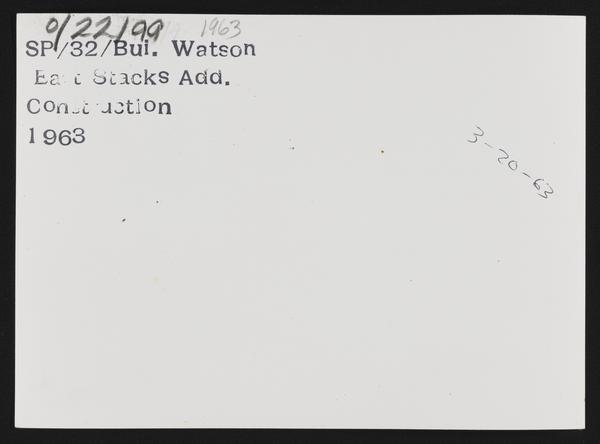 0/22/99 1963
SP/32/Bui. Watson
East Stacks Add.
Construction
1963
3-20-63